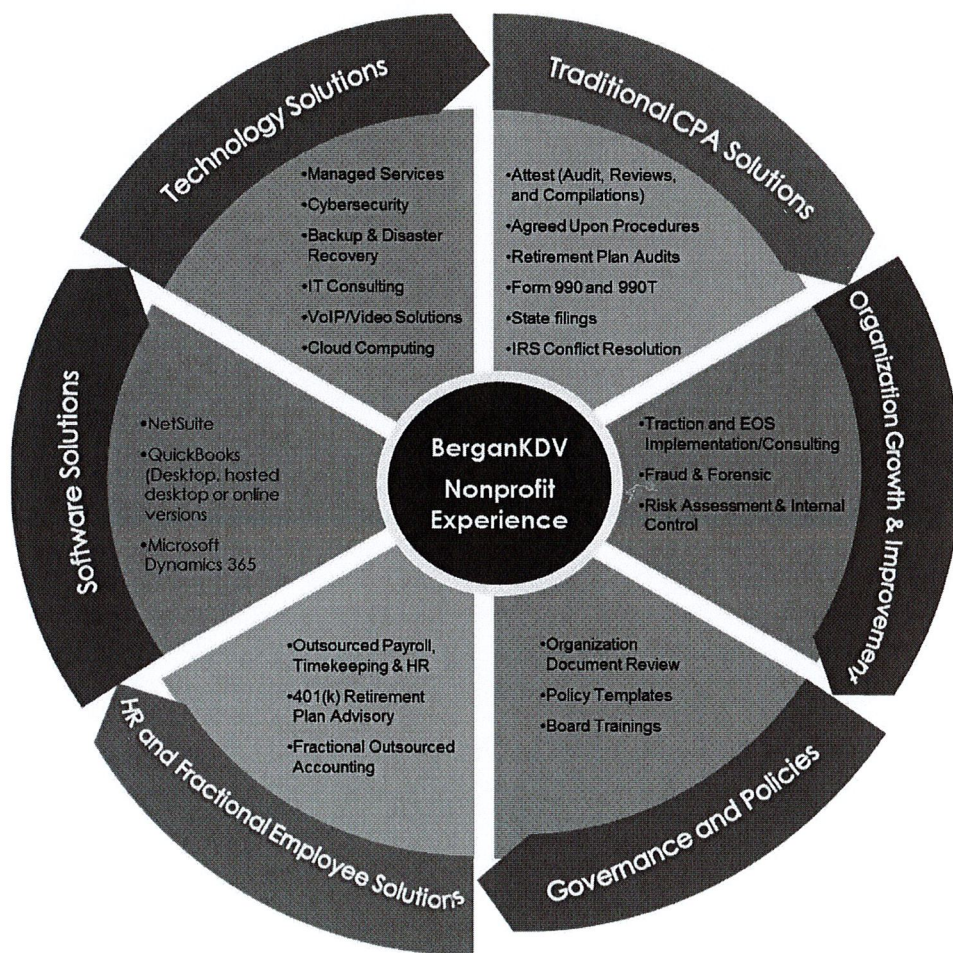 Technology Solutions
•Managed Services
•Cybersecurity
•Backup & Disaster
Recovery
•IT Consulting
•VoIP/Video Solutions
•Cloud Computing
Traditional CPA Solutions
•Attest (Audit, Reviews,
and Compilations)
•Agreed Upon Procedures
•Retirement Plan Audits
•Form 990 and 990T
•State filings
•IRS Conflict Resolution
Organization Growth & Improvement
•Traction and EOS
Implementation/Consulting
•Fraud & Forensic
•Risk Assessment & Internal
Control
Governance and Policies
•Organization
Document Review
•Policy Templates
•Board Trainings
HR and Fractional Employee Solutions
•Outsourced Payroll,
Timekeeping & HR
•401(k) Retirement
Plan Advisory
•Fractional Outsourced
Accounting
Software Solutions
•NetSuite
•QuickBooks
(Desktop, hosted
desktop or online
versions
•Microsoft
Dynamics 365
BerganKDV
Nonprofit
Experience